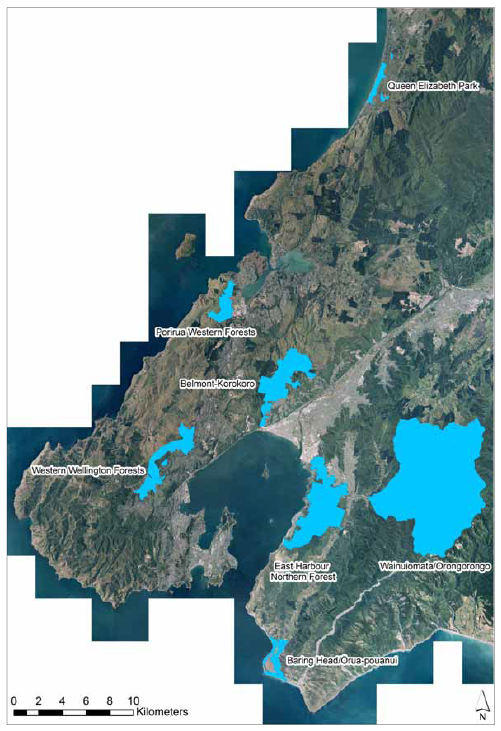 Queen Elizabeth Park
Porirua Western Forests
Belmont-Korokoro
Western Wellington Forests
East Harbour
Northern Forest
Wainuiomata/Orongorongo
Baring Head/Orua-pouanui
0 2 4 6 8 10
Kilometers
N